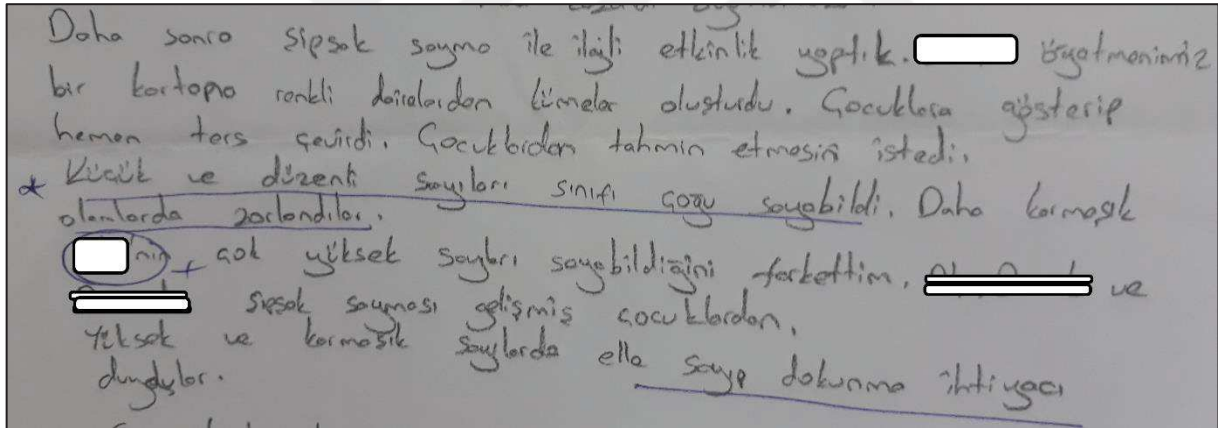 Daha sonra şipşak sayma ile ilgili etkinlik yaptık. öğretmenimiz
bir kartona renkli dairelerden kümeler oluşturdu. Çocuklara gösterip
hemen ters çevirdi. Çocuklardan tahmin etmesini istedi.
* Küçük ve düzenli sayıları sınıfı çoğu sayabildi. Daha karmaşık
olanlarda zorlandılar.
nin + çok yüksek sayıları sayabildiğini farkettim. ve
şipşak sayması gelişmiş çocuklardan.
Yüksek ve karmaşık sayılarda elle sayıp dokunma ihtiyacı
duydular.